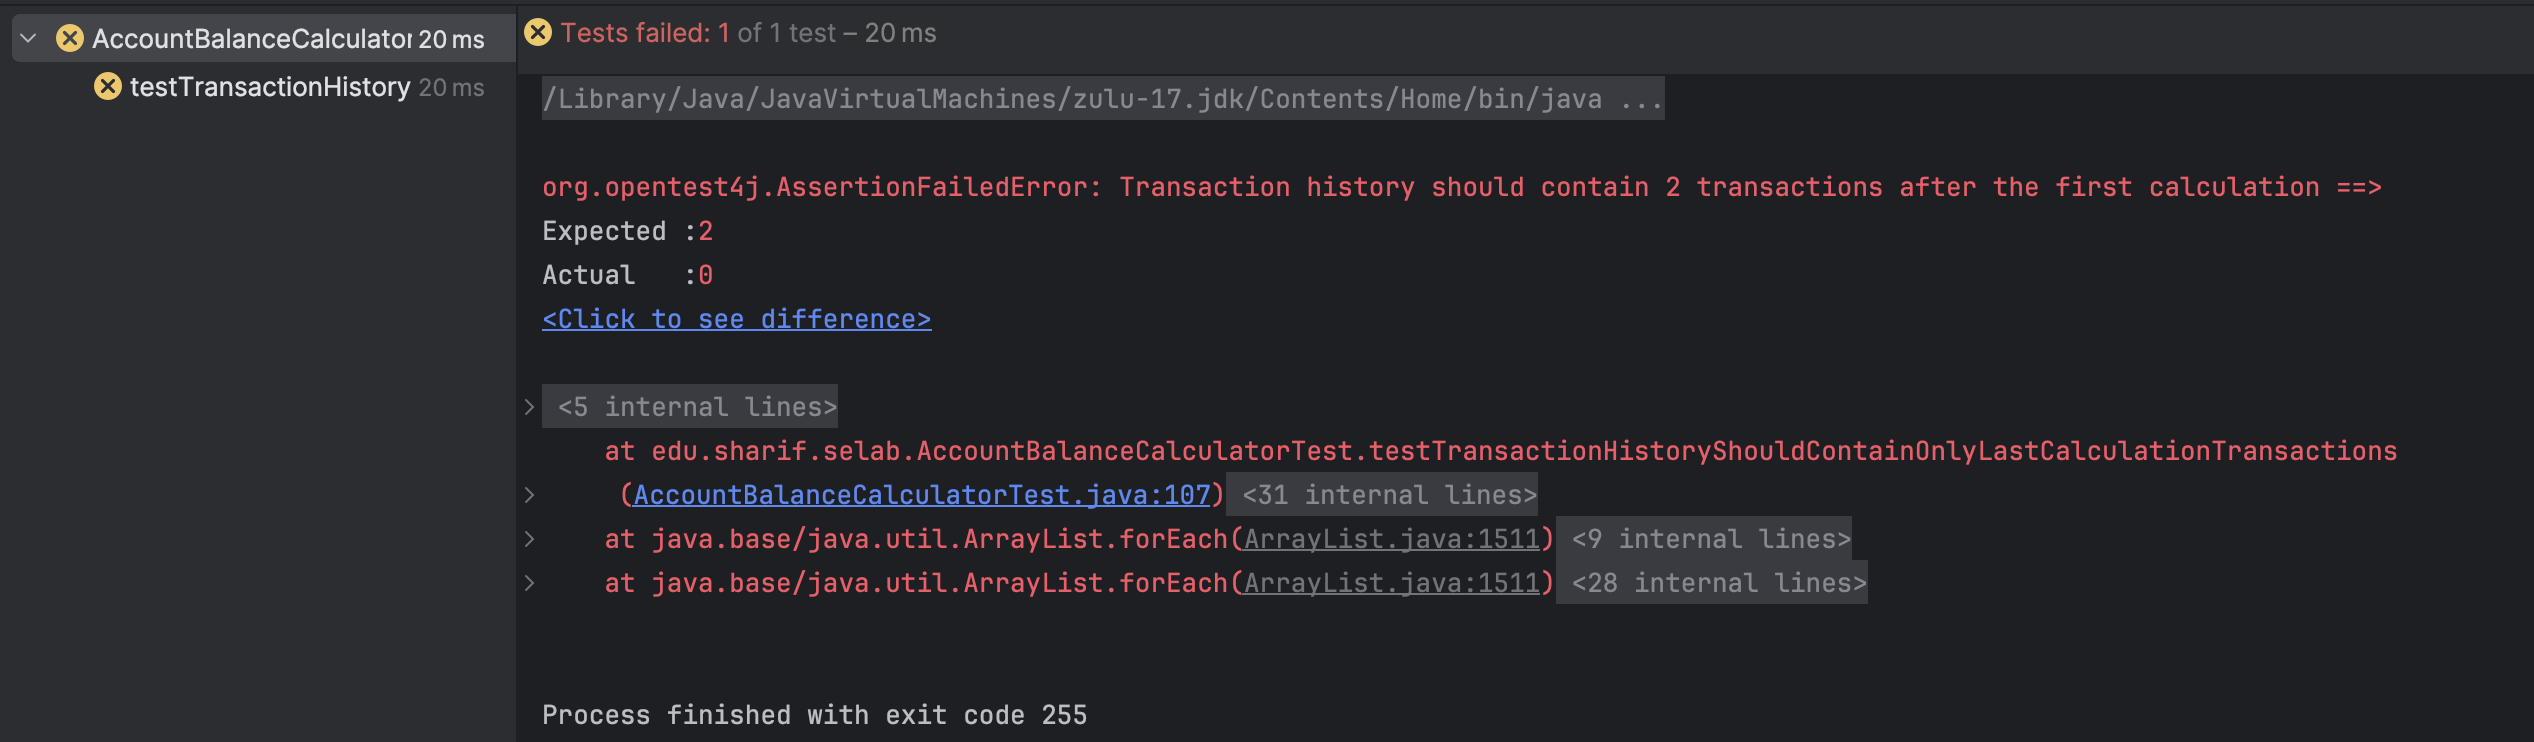 AccountBalanceCalculator 20 ms
testTransactionHistory 20 ms
Tests failed: 1 of 1 test – 20 ms
/Library/Java/JavaVirtualMachines/zulu-17.jdk/Contents/Home/bin/java ...
org.opentest4j.AssertionFailedError: Transaction history should contain 2 transactions after the first calculation ==>
Expected :2
Actual   :0
<Click to see difference>
<5 internal lines>
at edu.sharif.selab.AccountBalanceCalculatorTest.testTransactionHistoryShouldContainOnlyLastCalculationTransactions
(AccountBalanceCalculatorTest.java:107) <31 internal lines>
at java.base/java.util.ArrayList.forEach(ArrayList.java:1511) <9 internal lines>
at java.base/java.util.ArrayList.forEach(ArrayList.java:1511) <28 internal lines>
Process finished with exit code 255